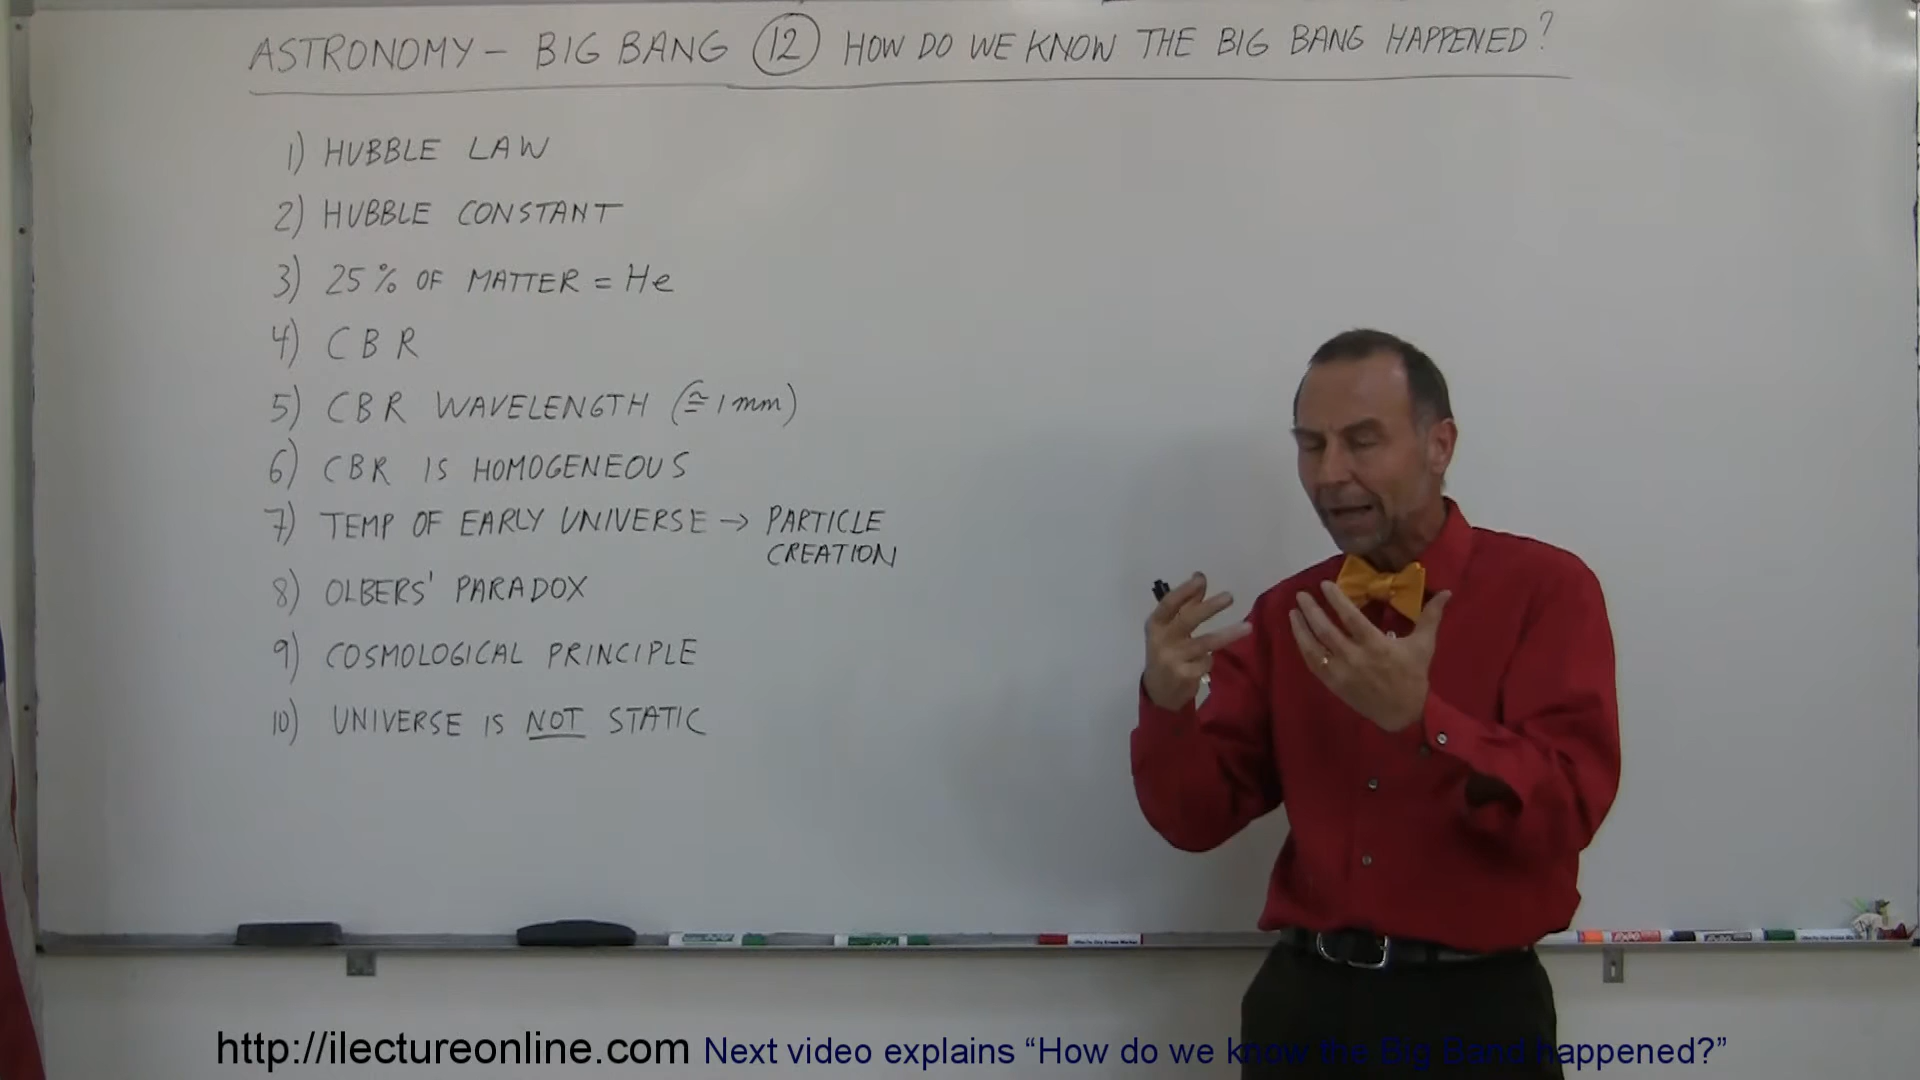 ASTRONOMY - BIG BANG 12 HOW DO WE KNOW THE BIG BANG HAPPENED?
1) HUBBLE LAW
2) HUBBLE CONSTANT
3) 25% OF MATTER = He
4) CBR
5) CBR WAVELENGTH (≅ 1 mm)
6) CBR IS HOMOGENEOUS
7) TEMP OF EARLY UNIVERSE → PARTICLE
CREATION
8) OLBERS' PARADOX
9) COSMOLOGICAL PRINCIPLE
10) UNIVERSE IS NOT STATIC
http://ilectureonline.com Next video explains “How do we know the Big Band happened?”